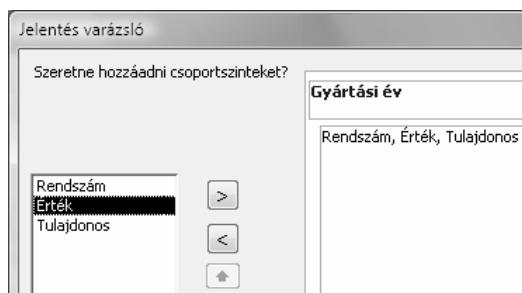 Jelentés varázsló
Szeretne hozzáadni csoportszinteket?
Gyártási év
Rendszám, Érték, Tulajdonos
Rendszám
Érték
Tulajdonos
>
<